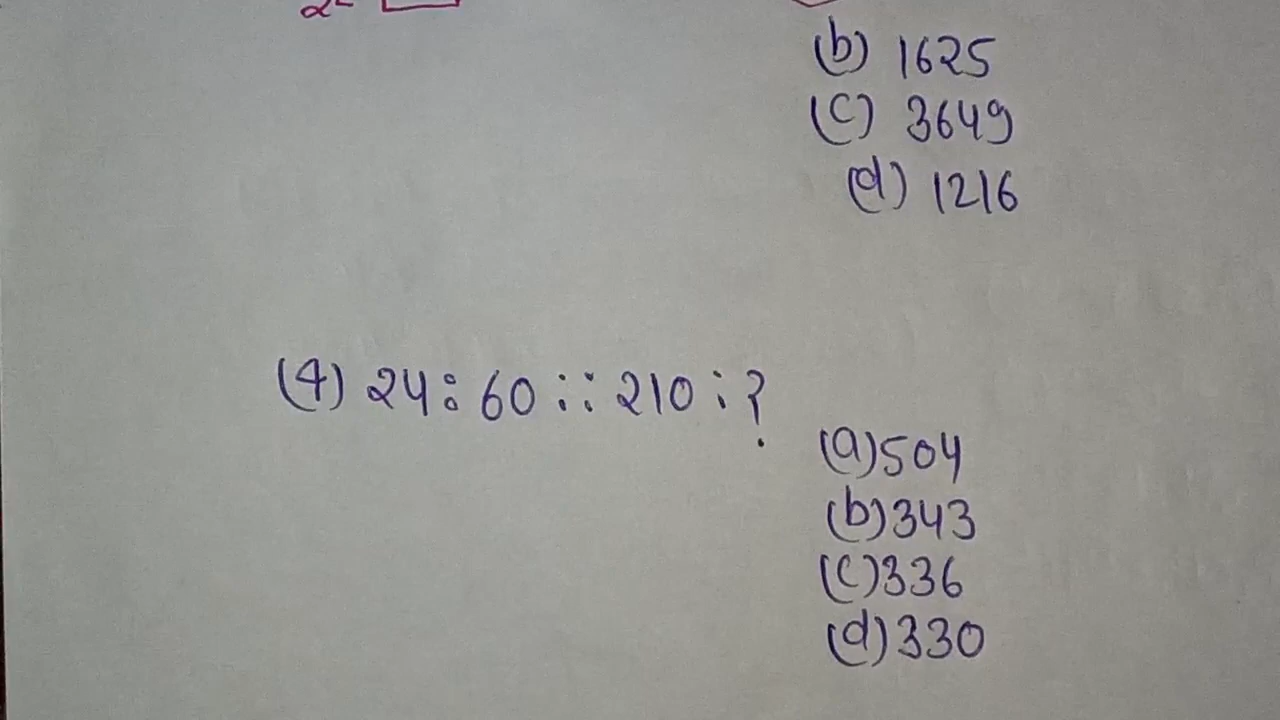 (b) 1625
(c) 3649
(d) 1216
(4) 24 : 60 :: 210 : ?
(a) 504
(b) 343
(c) 336
(d) 330